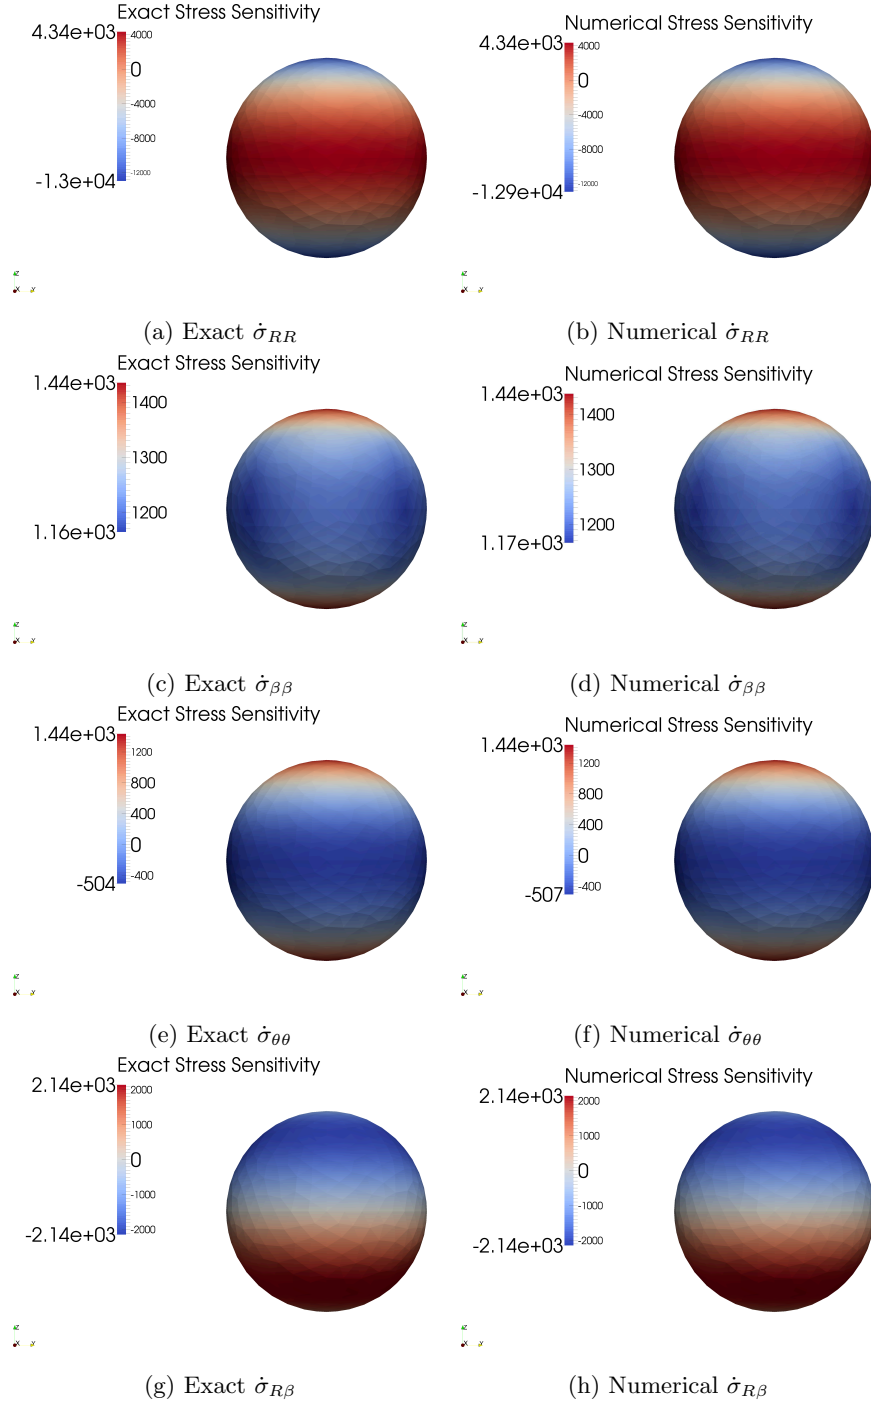 Exact Stress Sensitivity
4.34e+03
4000
0
-4000
-8000
-12000
-1.3e+04
z
x
y
(a) Exact σ̇_RR
Numerical Stress Sensitivity
4.34e+03
4000
0
-4000
-8000
-12000
-1.29e+04
z
x
y
(b) Numerical σ̇_RR
Exact Stress Sensitivity
1.44e+03
1400
1300
1200
1.16e+03
z
x
y
(c) Exact σ̇_ββ
Numerical Stress Sensitivity
1.44e+03
1400
1300
1200
1.17e+03
z
x
y
(d) Numerical σ̇_ββ
Exact Stress Sensitivity
1.44e+03
1200
800
400
0
-400
-504
z
x
y
(e) Exact σ̇_θθ
Numerical Stress Sensitivity
1.44e+03
1200
800
400
0
-400
-507
z
x
y
(f) Numerical σ̇_θθ
Exact Stress Sensitivity
2.14e+03
2000
1000
0
-1000
-2000
-2.14e+03
z
x
y
(g) Exact σ̇_Rβ
Numerical Stress Sensitivity
2.14e+03
2000
1000
0
-1000
-2000
-2.14e+03
z
x
y
(h) Numerical σ̇_Rβ